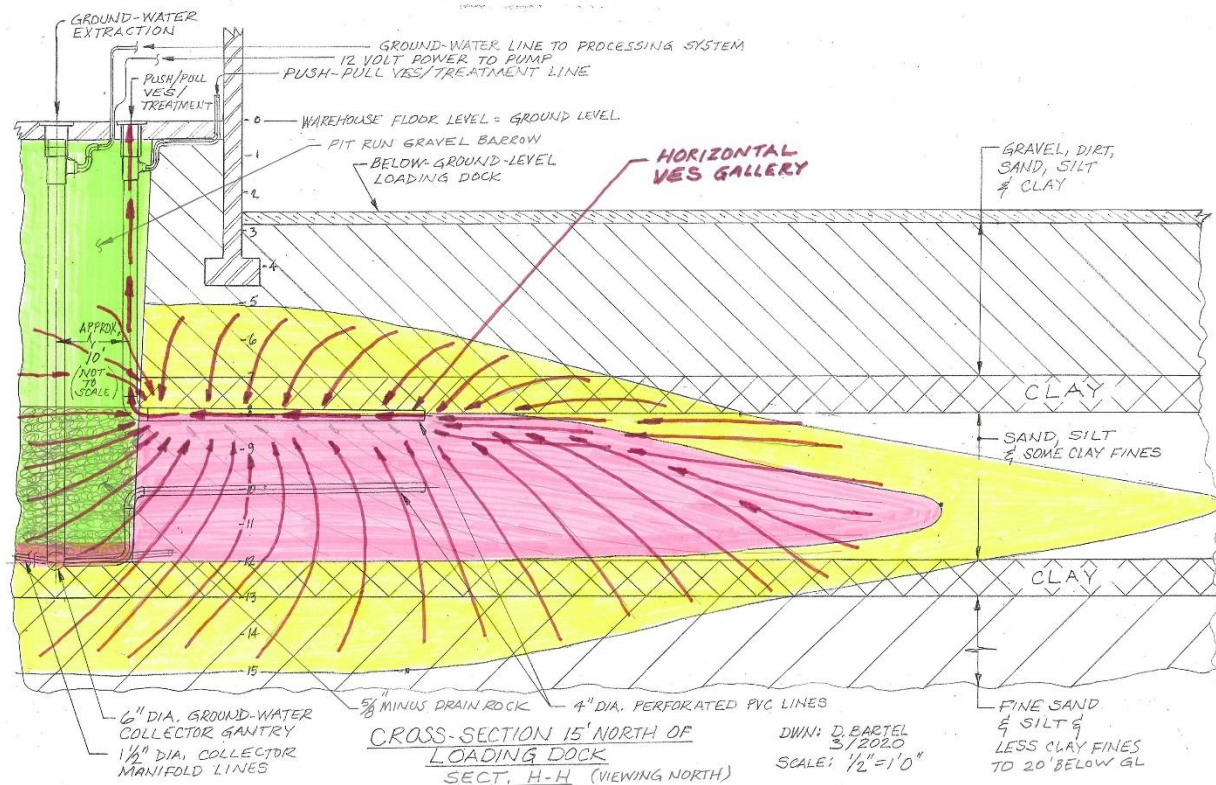 GROUND-WATER
EXTRACTION
GROUND-WATER LINE TO PROCESSING SYSTEM
12 VOLT POWER TO PUMP
PUSH-PULL VES/TREATMENT LINE
PUSH/PULL
VES/
TREATMENT
0
WAREHOUSE FLOOR LEVEL = GROUND LEVEL
PIT RUN GRAVEL BARROW
1
BELOW-GROUND-LEVEL
LOADING DOCK
HORIZONTAL
VES GALLERY
GRAVEL, DIRT,
SAND, SILT
& CLAY
2
3
4
5
6
APPROX.
10'
(NOT
TO
SCALE)
CLAY
SAND, SILT
& SOME CLAY FINES
9
10
11
12
CLAY
13
14
15
5/8" MINUS DRAIN ROCK
4" DIA. PERFORATED PVC LINES
6" DIA. GROUND-WATER
COLLECTOR GANTRY
1 1/2" DIA. COLLECTOR
MANIFOLD LINES
CROSS-SECTION 15' NORTH OF
LOADING DOCK
SECT. H-H (VIEWING NORTH)
DWN: D. BARTEL
3/2020
SCALE: 1/2" = 1'0"
FINE SAND
& SILT &
LESS CLAY FINES
TO 20' BELOW GL